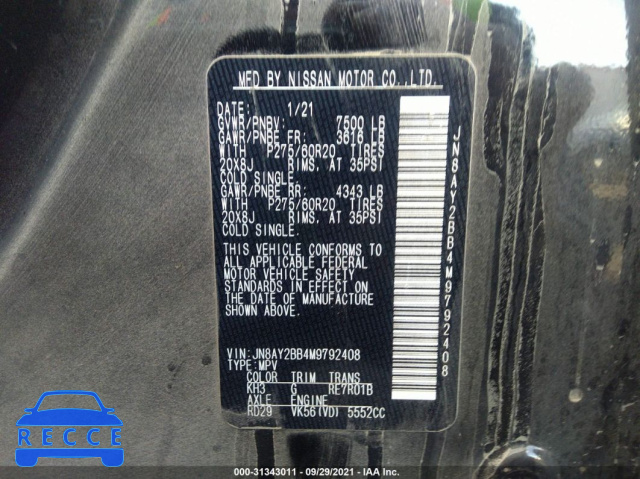 MFD BY NISSAN MOTOR CO.,LTD.
DATE: 1/21
GVWR/PNBV: 7500 LB
GAWR/PNBE FR: 3618 LB
WITH P275/60R20 TIRES
20X8J RIMS, AT 35PSI
COLD SINGLE.
GAWR/PNBE-RR: 4343 LB
WITH P275/60R20 TIRES
20X8J RIMS, AT 35PSI
COLD SINGLE.
THIS VEHICLE CONFORMS TO
ALL APPLICABLE FEDERAL
MOTOR VEHICLE SAFETY
STANDARDS IN EFFECT ON
THE DATE OF MANUFACTURE
SHOWN ABOVE.
VIN:JN8AY2BB4M9792408
TYPE:MPV
COLOR TRIM TRANS
KH3 G RE7R01B
AXLE ENGINE
RD29 VK56(VD) 5552CC
JN8AY2BB4M9792408
RECCE
000-31343011 - 09/29/2021 - IAA Inc.